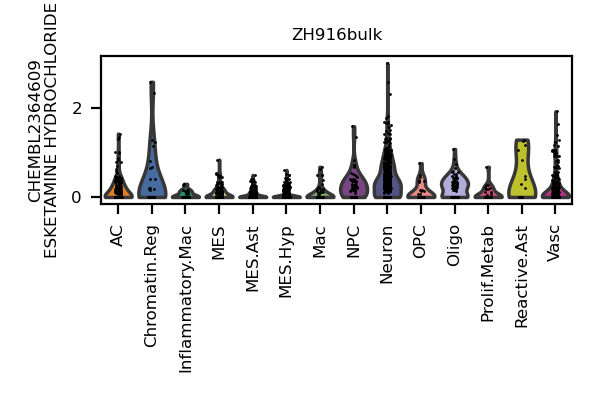 ZH916bulk
CHEMBL2364609
ESKETAMINE HYDROCHLORIDE
2
0
AC
Chromatin.Reg
Inflammatory.Mac
MES
MES.Ast
MES.Hyp
Mac
NPC
Neuron
OPC
Oligo
Prolif.Metab
Reactive.Ast
Vasc